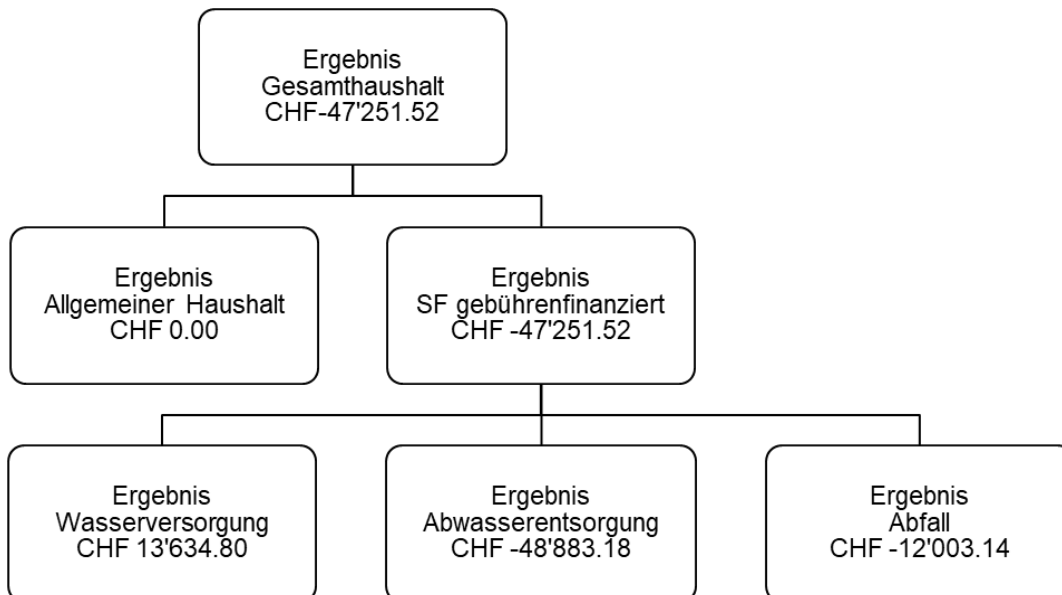 Ergebnis
Gesamthaushalt
CHF-47'251.52
Ergebnis
Allgemeiner Haushalt
CHF 0.00
Ergebnis
SF gebührenfinanziert
CHF -47'251.52
Ergebnis
Wasserversorgung
CHF 13'634.80
Ergebnis
Abwasserentsorgung
CHF -48'883.18
Ergebnis
Abfall
CHF -12'003.14